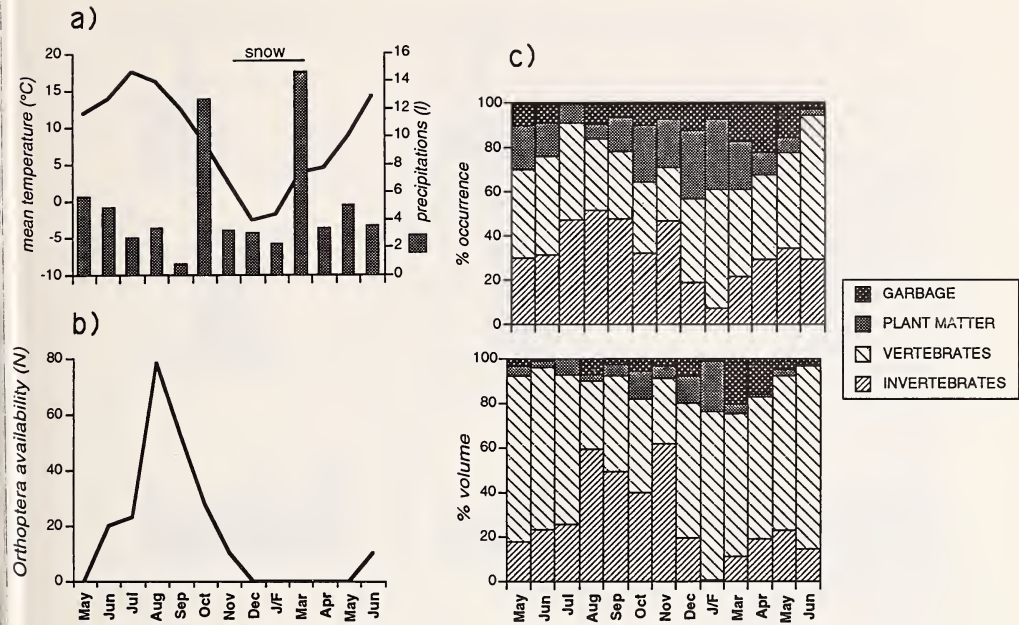 a)
snow
20
15
10
5
0
-5
-10
mean temperature (°C)
16
14
12
10
8
6
4
2
0
precipitations (l)
b)
80
60
40
20
0
Orthoptera availability (N)
May Jun Jul Aug Sep Oct Nov Dec J/F Mar Apr May Jun
c)
100
80
60
40
20
0
% occurrence
100
80
60
40
20
0
% volume
May Jun Jul Aug Sep Oct Nov Dec J/F Mar Apr May Jun
GARBAGE
PLANT MATTER
VERTEBRATES
INVERTEBRATES